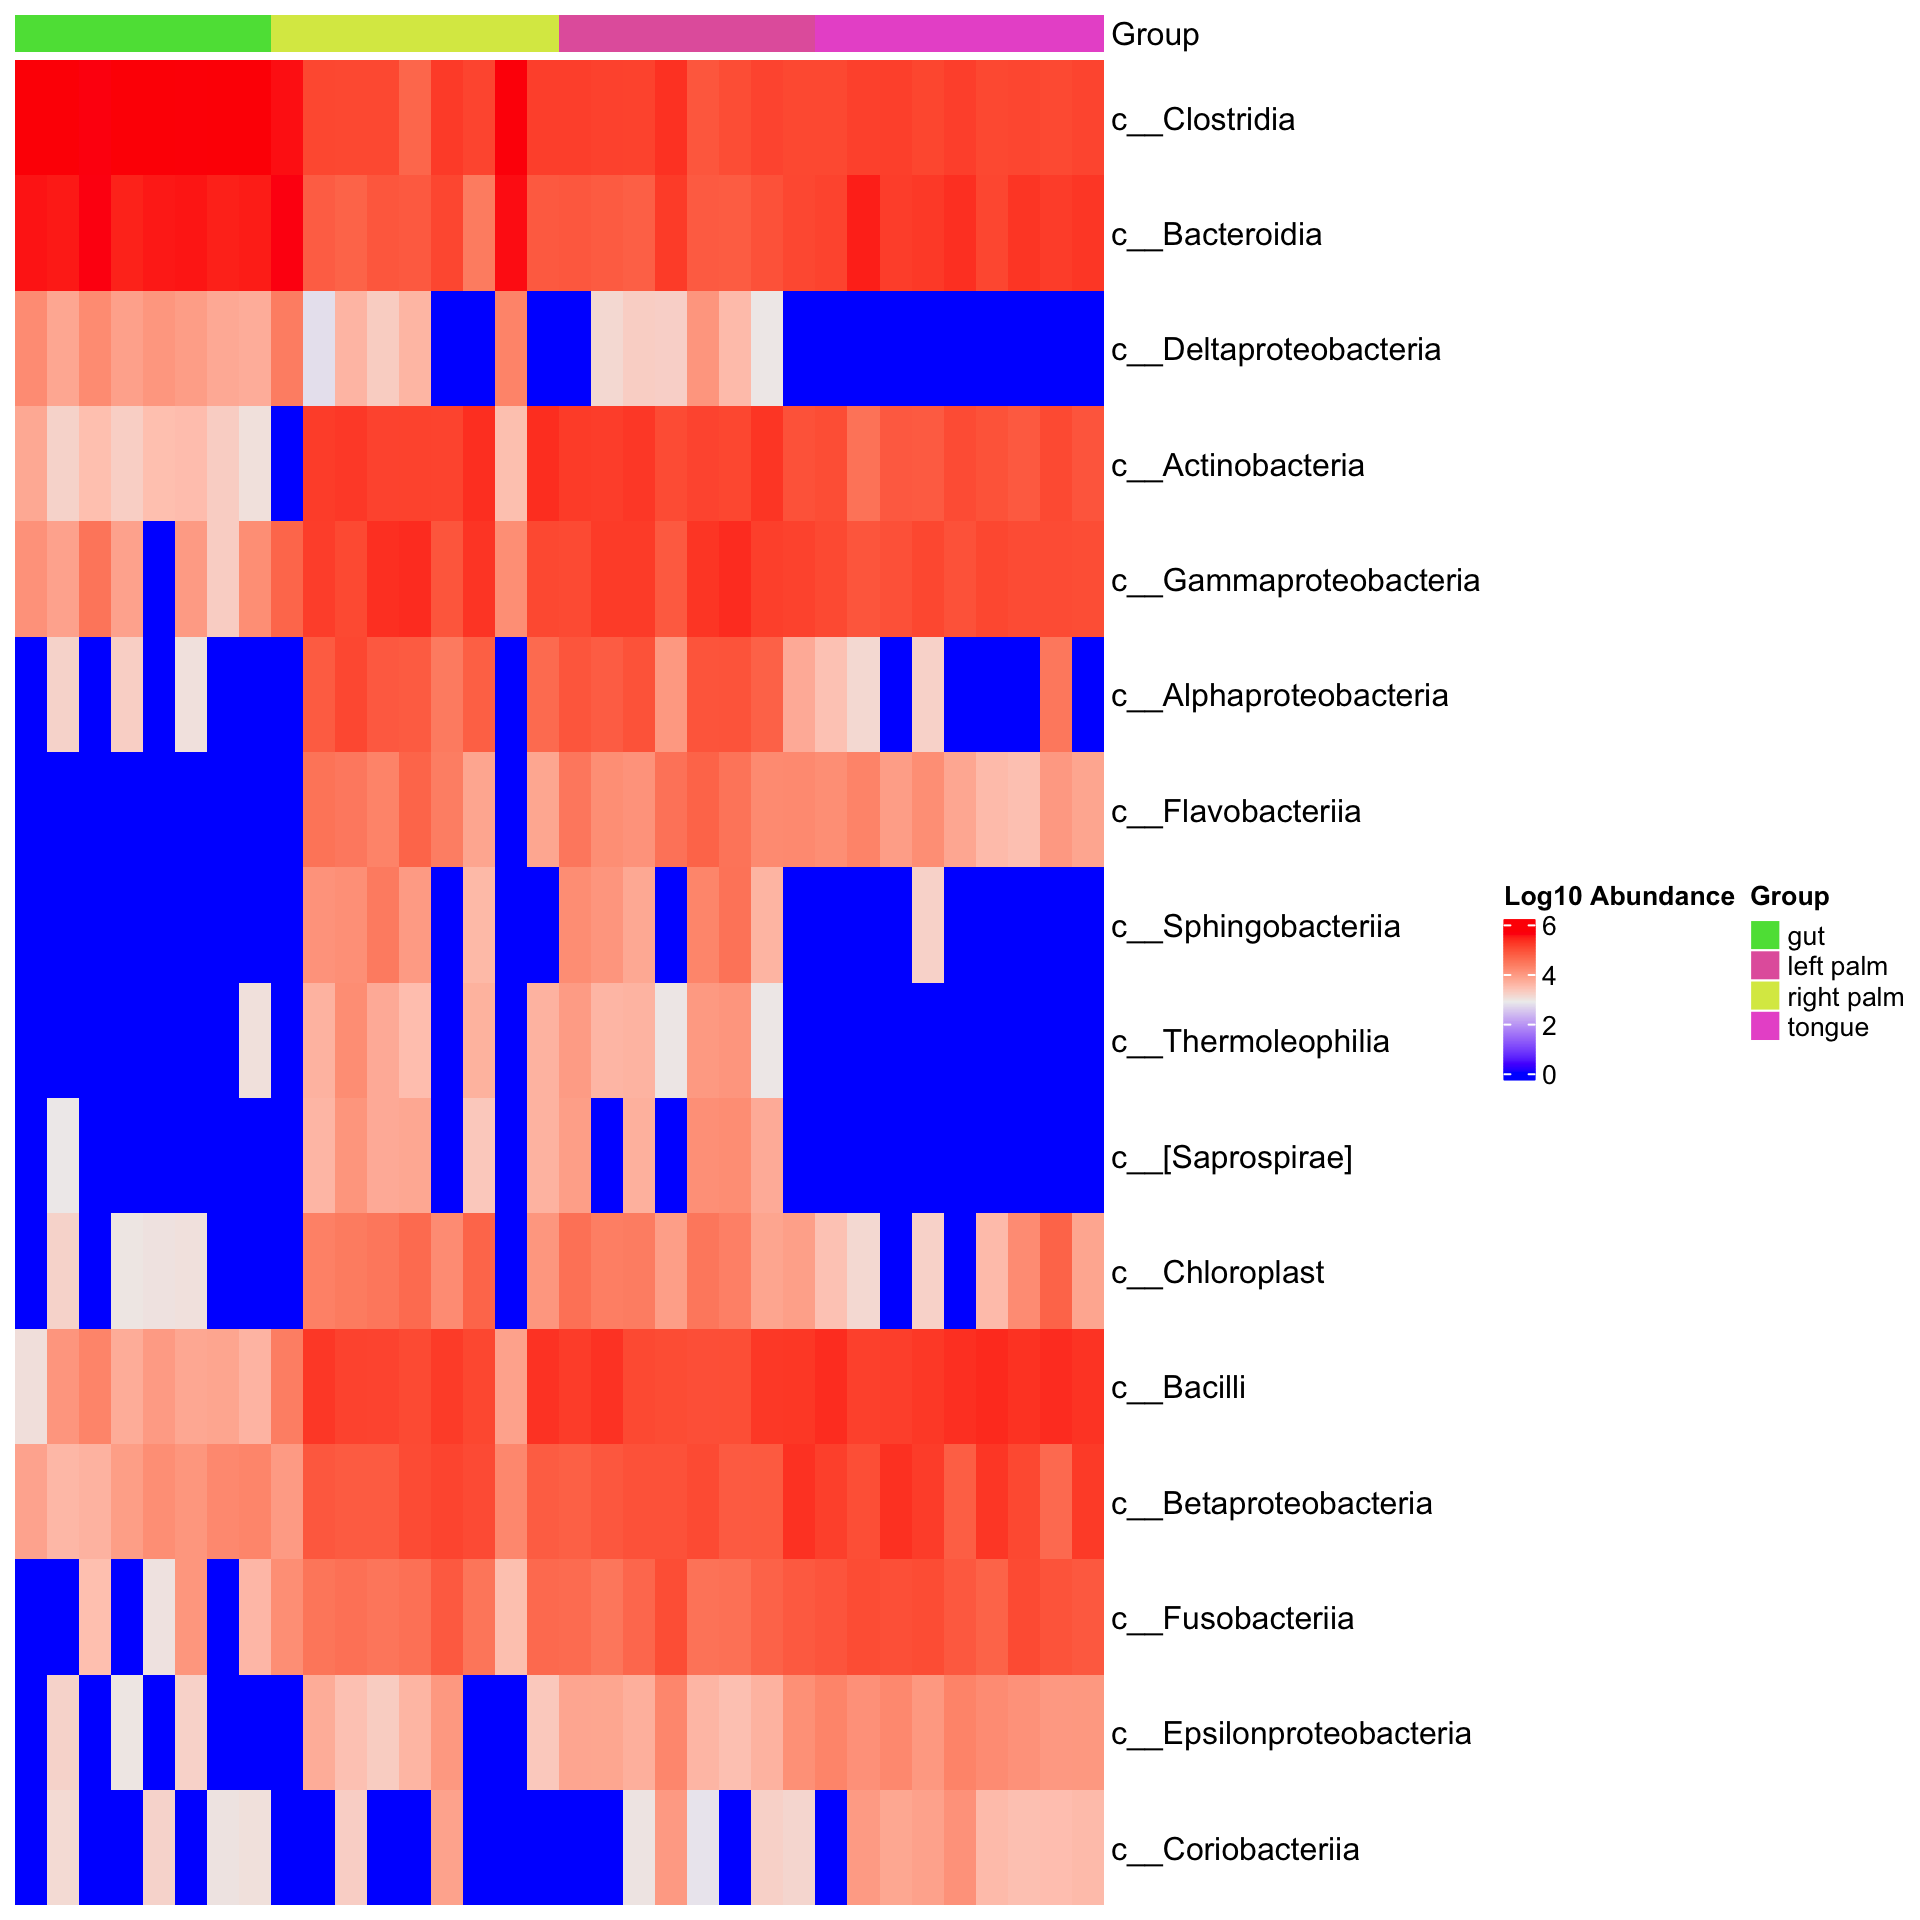 Group
c__Clostridia
c__Bacteroidia
c__Deltaproteobacteria
c__Actinobacteria
c__Gammaproteobacteria
c__Alphaproteobacteria
c__Flavobacteriia
c__Sphingobacteriia
c__Thermoleophilia
c__[Saprospirae]
c__Chloroplast
c__Bacilli
c__Betaproteobacteria
c__Fusobacteriia
c__Epsilonproteobacteria
c__Coriobacteriia
Log10 Abundance
6
4
2
0
Group
gut
left palm
right palm
tongue